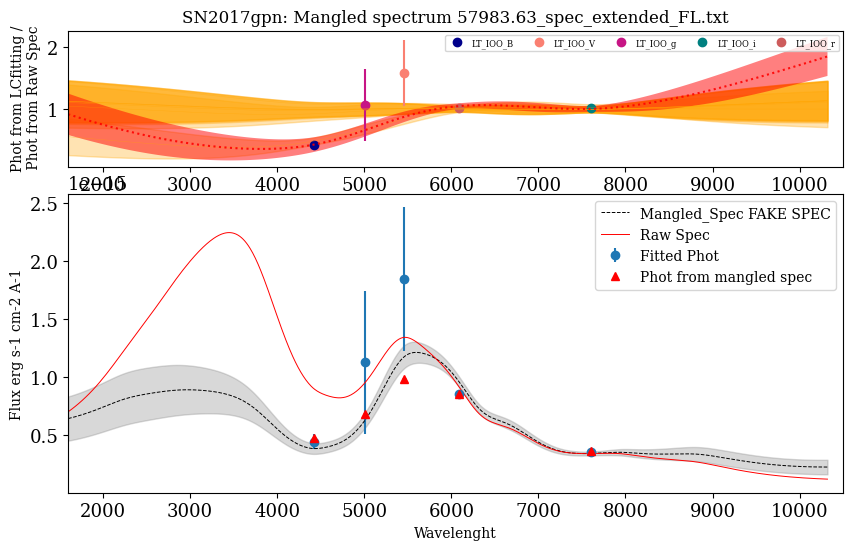 SN2017gpn: Mangled spectrum 57983.63_spec_extended_FL.txt
Phot from LCfitting /
Phot from Raw Spec
2
1
LT_IOO_B
LT_IOO_V
LT_IOO_g
LT_IOO_i
LT_IOO_r
2000 3000 4000 5000 6000 7000 8000 9000 10000
1e−15
Flux erg s-1 cm-2 A-1
2.5
2.0
1.5
1.0
0.5
Mangled_Spec FAKE SPEC
Raw Spec
Fitted Phot
Phot from mangled spec
2000 3000 4000 5000 6000 7000 8000 9000 10000
Wavelenght